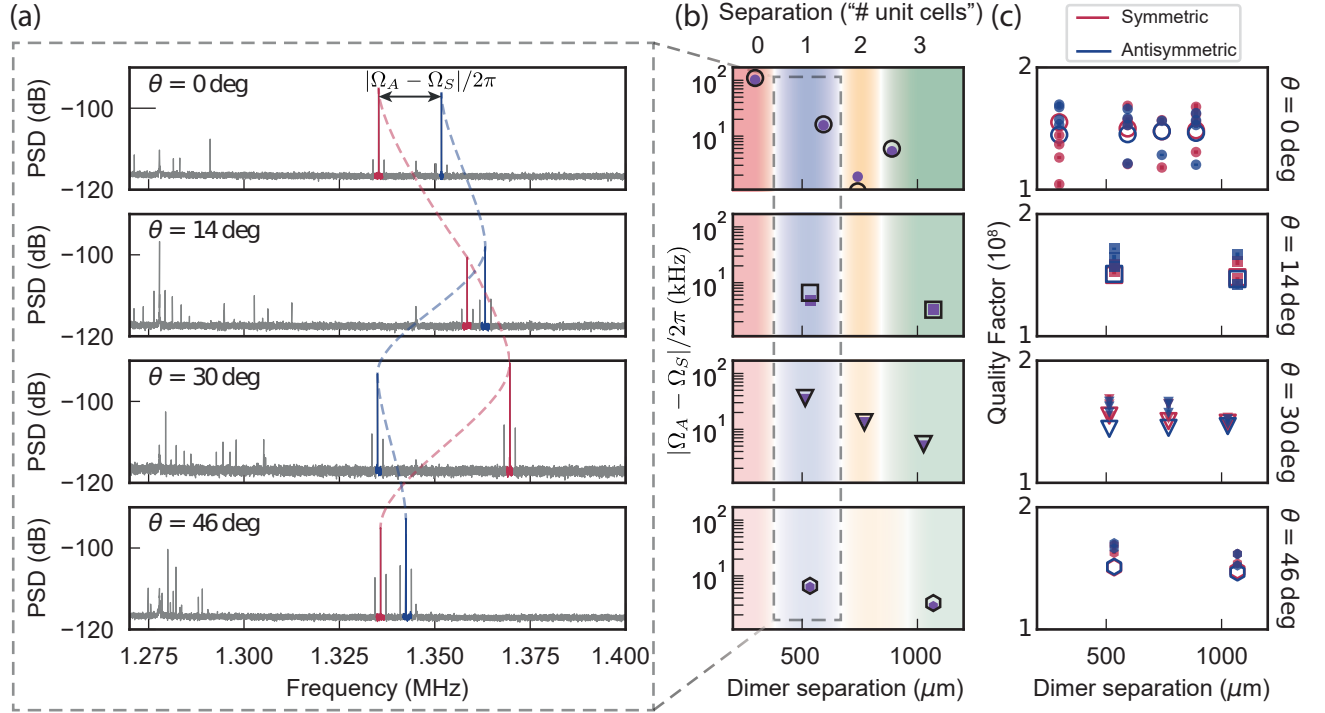 (a)
(b)
Separation (“# unit cells”)
0 1 2 3
(c)
Symmetric
Antisymmetric
θ = 0 deg
|Ω_A − Ω_S|/2π
PSD (dB)
−100
−120
θ = 14 deg
PSD (dB)
−100
−120
θ = 30 deg
PSD (dB)
−100
−120
θ = 46 deg
PSD (dB)
−100
−120
1.275 1.300 1.325 1.350 1.375 1.400
Frequency (MHz)
|Ω_A − Ω_S|/2π (kHz)
10²
10¹
10²
10¹
10²
10¹
10²
10¹
500 1000
Dimer separation (μm)
Quality Factor (10⁸)
2
1
θ = 0 deg
2
1
θ = 14 deg
2
1
θ = 30 deg
2
1
θ = 46 deg
500 1000
Dimer separation (μm)